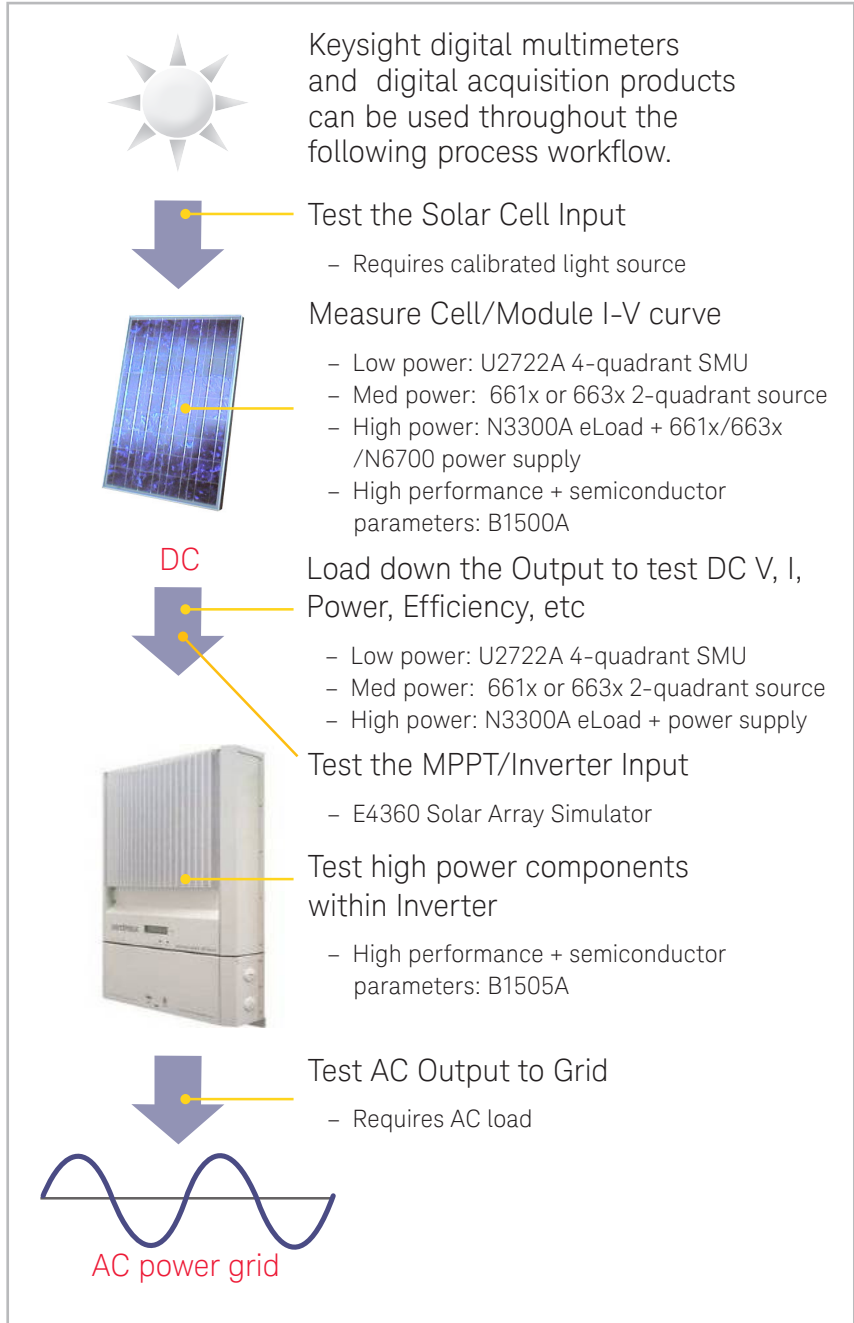 Keysight digital multimeters
and digital acquisition products
can be used throughout the
following process workflow.
Test the Solar Cell Input
– Requires calibrated light source
Measure Cell/Module I-V curve
– Low power: U2722A 4-quadrant SMU
– Med power: 661x or 663x 2-quadrant source
– High power: N3300A eLoad + 661x/663x
/N6700 power supply
– High performance + semiconductor
parameters: B1500A
DC
Load down the Output to test DC V, I,
Power, Efficiency, etc
– Low power: U2722A 4-quadrant SMU
– Med power: 661x or 663x 2-quadrant source
– High power: N3300A eLoad + power supply
Test the MPPT/Inverter Input
– E4360 Solar Array Simulator
Test high power components
within Inverter
– High performance + semiconductor
parameters: B1505A
Test AC Output to Grid
– Requires AC load
AC power grid